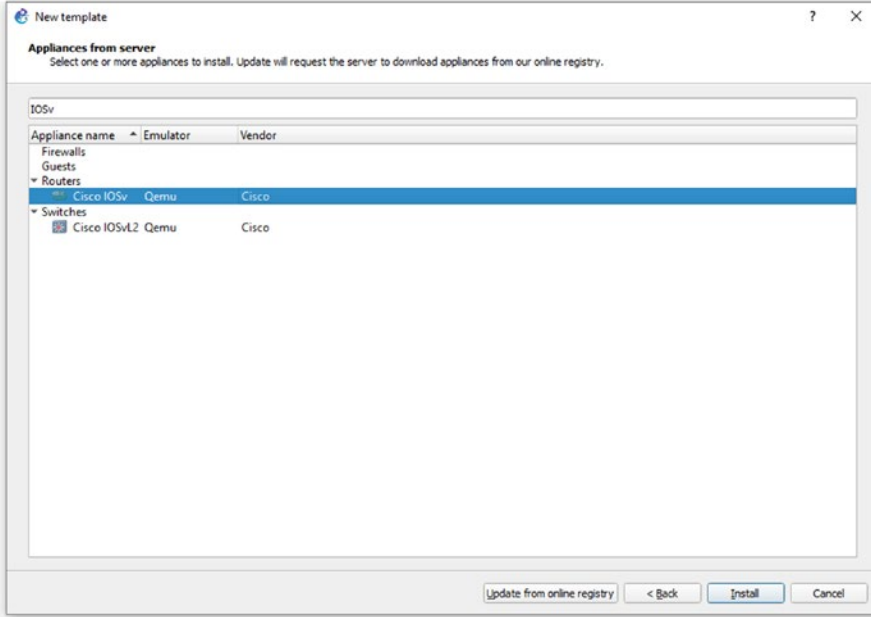 New template
?
Appliances from server
Select one or more appliances to install. Update will request the server to download appliances from our online registry.
IOSv
Appliance name Emulator Vendor
Firewalls
Guests
Routers
Cisco IOSv Qemu Cisco
Switches
Cisco IOSvL2 Qemu Cisco
Update from online registry < Back Install Cancel